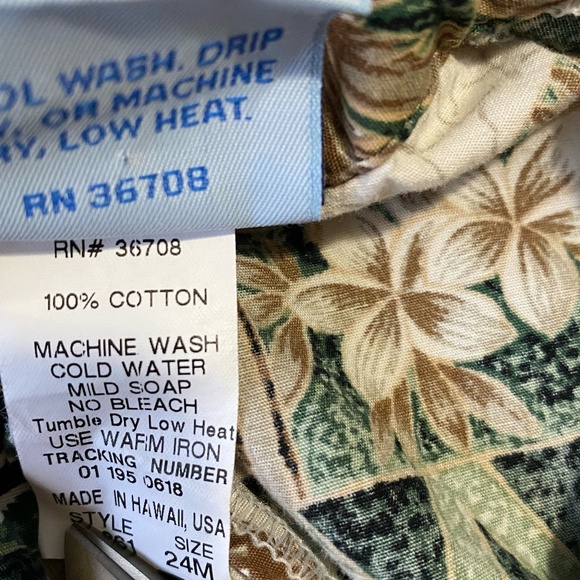 OL WASH. DRIP
OR MACHINE
RY, LOW HEAT.
RN 36708
RN# 36708
100% COTTON
MACHINE WASH
COLD WATER
MILD SOAP
NO BLEACH
Tumble Dry Low Heat
USE WARM IRON
TRACKING NUMBER
01 195 0618
MADE IN HAWAII, USA
STYLE SIZE
24M